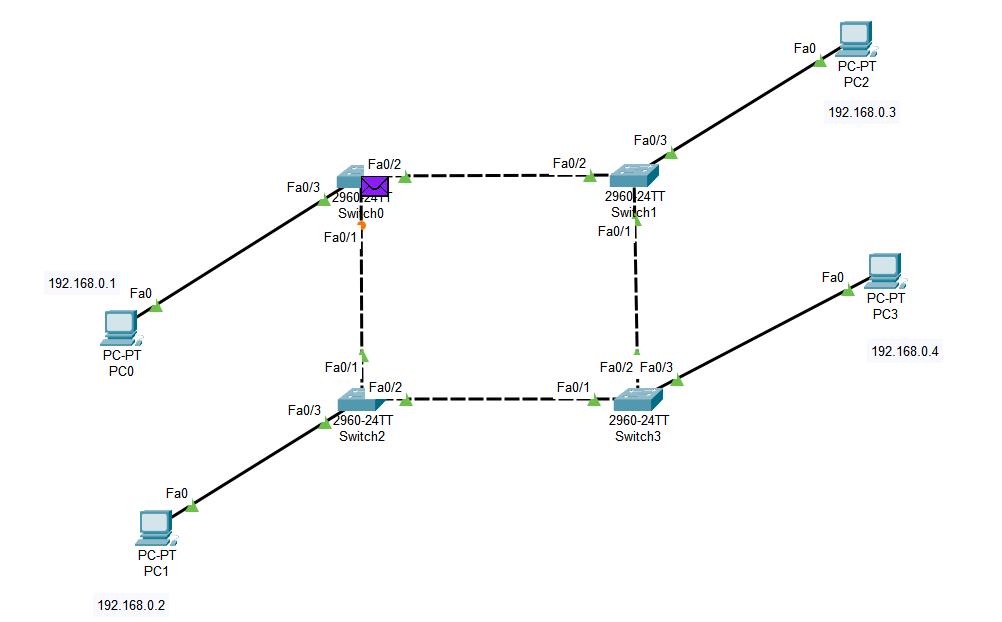 Fa0
PC-PT
PC2
192.168.0.3
Fa0/3
Fa0/2
Fa0/2
Fa0/3
2960-24TT
Switch0
2960-24TT
Switch1
Fa0/1
Fa0/1
192.168.0.1
Fa0
PC-PT
PC0
Fa0
PC-PT
PC3
192.168.0.4
Fa0/1
Fa0/2
Fa0/1
Fa0/2
Fa0/3
Fa0/3
2960-24TT
Switch2
2960-24TT
Switch3
Fa0
PC-PT
PC1
192.168.0.2